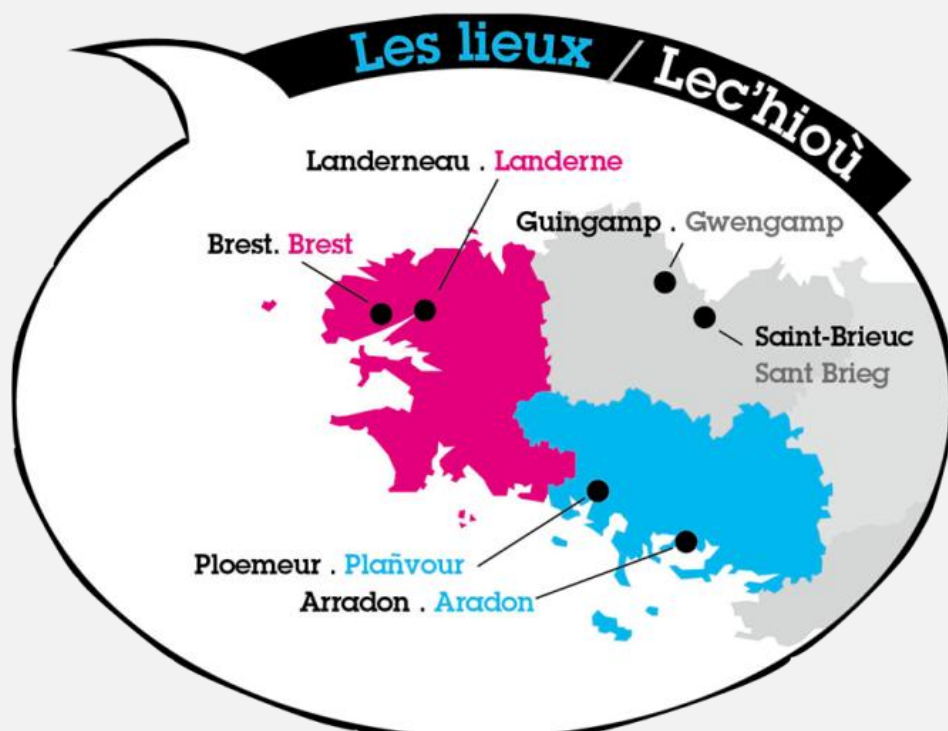 Les lieux / Lec'hioù
Landerneau . Landerne
Guingamp . Gwengamp
Brest. Brest
Saint-Brieuc
Sant Brieg
Ploemeur . Plañvour
Arradon . Aradon